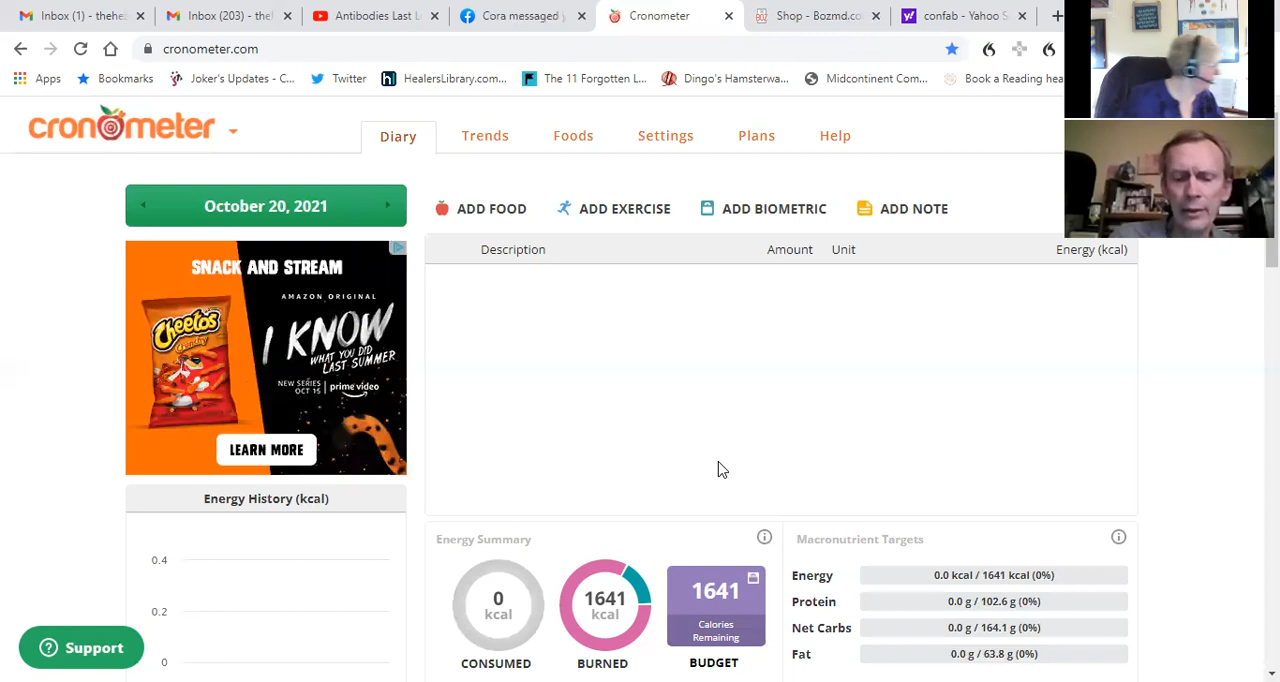 Inbox (1) - thehe
Inbox (203) - the
Antibodies Last L
Cora messaged y
Cronometer
Shop - Bozmd.co
confab - Yahoo S
cronometer.com
Apps
Bookmarks
Joker's Updates - C...
Twitter
HealersLibrary.com...
The 11 Forgotten L...
Dingo's Hamsterwa...
Midcontinent Com...
Book a Reading hea
cronometer
Diary
Trends
Foods
Settings
Plans
Help
October 20, 2021
ADD FOOD
ADD EXERCISE
ADD BIOMETRIC
ADD NOTE
Description
Amount
Unit
Energy (kcal)
SNACK AND STREAM
AMAZON ORIGINAL
I KNOW
WHAT YOU DID
LAST SUMMER
NEW SERIES
OCT 15
prime video
Cheetos
LEARN MORE
Energy History (kcal)
0.4
0.2
0
Support
Energy Summary
0
kcal
CONSUMED
1641
kcal
BURNED
1641
Calories
Remaining
BUDGET
Macronutrient Targets
Energy 0.0 kcal / 1641 kcal (0%)
Protein 0.0 g / 102.6 g (0%)
Net Carbs 0.0 g / 164.1 g (0%)
Fat 0.0 g / 63.8 g (0%)